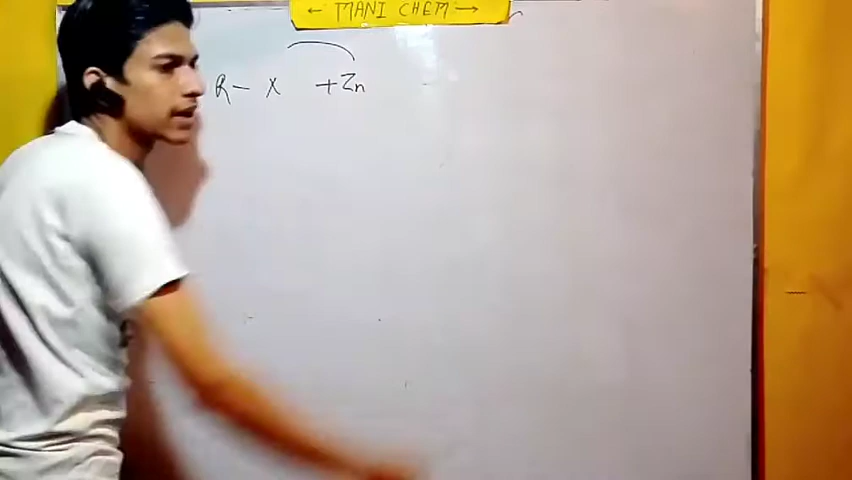 ← MANI CHEM →
R - X + Zn